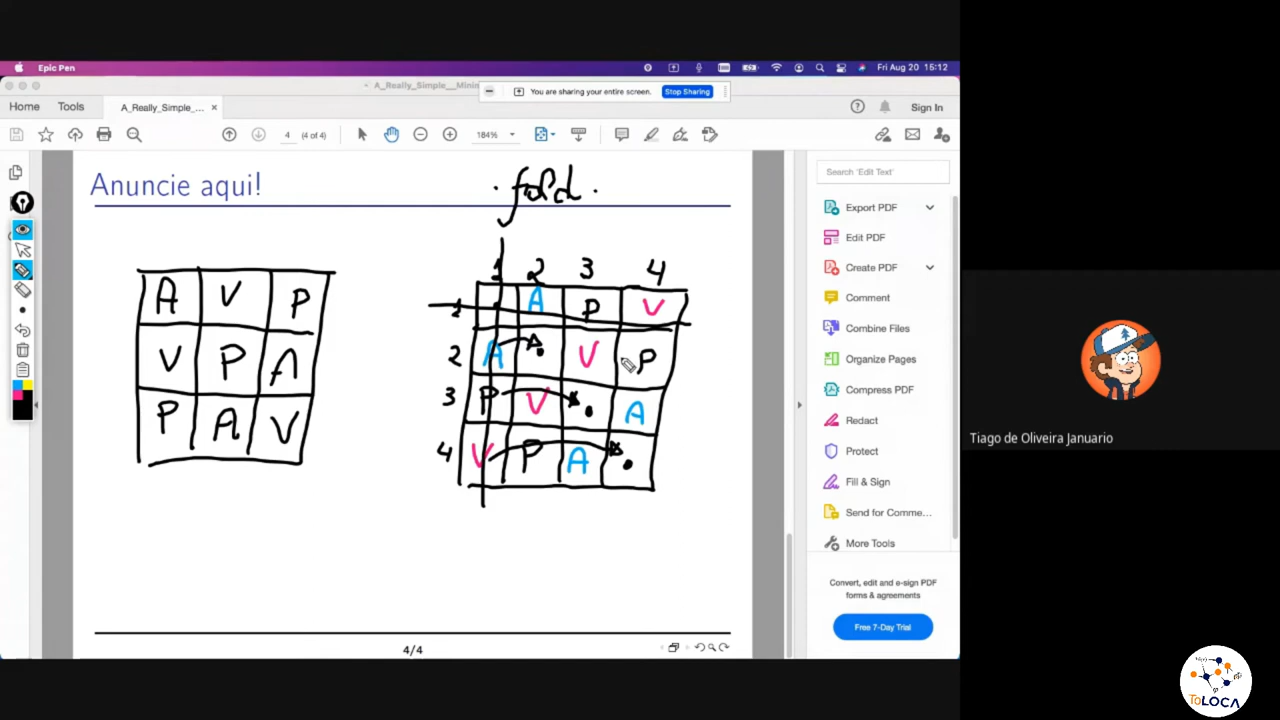 Epic Pen
Fri Aug 20 15:12
A_Really_Simple__Minin
You are sharing your entire screen.
Stop Sharing
Home
Tools
A_Really_Simple_...
Sign In
4 (4 of 4)
184%
Anuncie aqui!
fold
A V P
V P A
P A V
1 2 3 4
1 A P V
2 A V P
3 P V A
4 V P A
4/4
Search 'Edit Text'
Export PDF
Edit PDF
Create PDF
Comment
Combine Files
Organize Pages
Compress PDF
Redact
Protect
Fill & Sign
Send for Comme...
More Tools
Convert, edit and e-sign PDF
forms & agreements
Free 7-Day Trial
Tiago de Oliveira Januario
ToLOCA